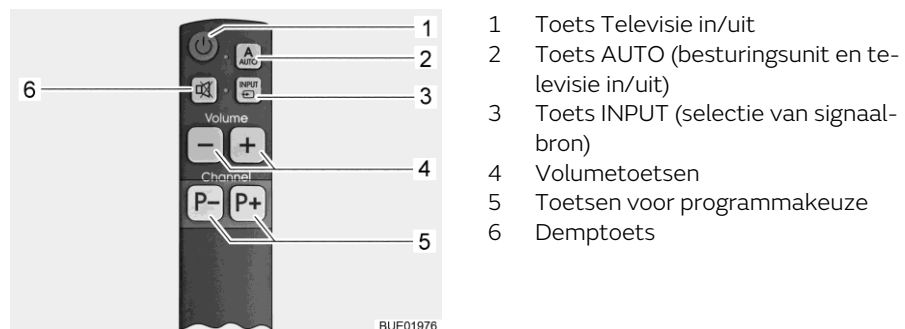 1
A
AUTO
2
6
INPUT
3
Volume
− +
4
Channel
P− P+
5
BUE01976
1 Toets Televisie in/uit
2 Toets AUTO (besturingsunit en te-
levisie in/uit)
3 Toets INPUT (selectie van signaal-
bron)
4 Volumetoetsen
5 Toetsen voor programmakeuze
6 Demptoets